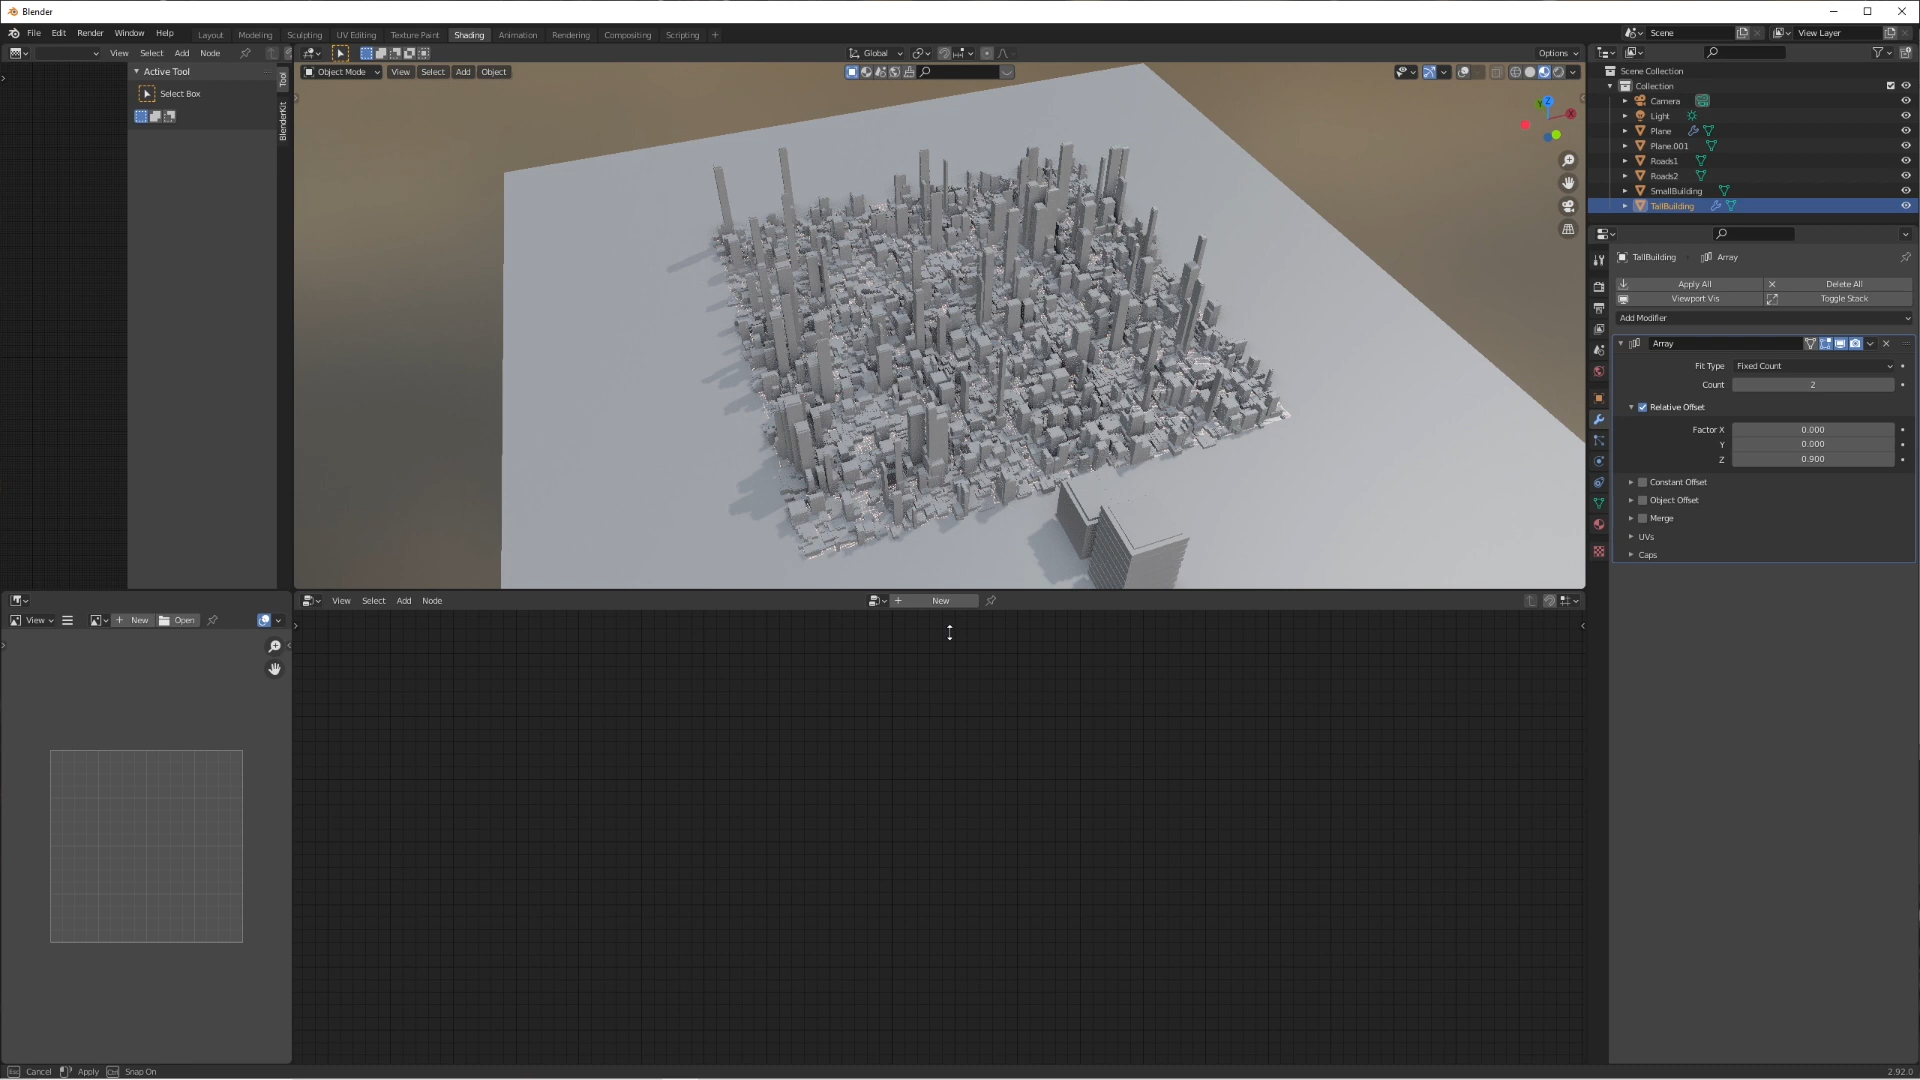 Blender
File Edit Render Window Help Layout Modeling Sculpting UV Editing Texture Paint Shading Animation Rendering Compositing Scripting + Scene View Layer
View Select Add Node Global Options
Active Tool
Select Box
Tool
BlenderKit
Object Mode View Select Add Object
Z
Y
X
Scene Collection
Collection
Camera
Light
Plane
Plane.001
Roads1
Roads2
SmallBuilding
TallBuilding
TallBuilding Array
Apply All Delete All
Viewport Vis Toggle Stack
Add Modifier
Array
Fit Type Fixed Count
Count 2
Relative Offset
Factor X 0.000
Y 0.000
Z 0.900
Constant Offset
Object Offset
Merge
UVs
Caps
View Select Add Node New
View New Open
Esc Cancel Apply Ctrl Snap On 2.92.0